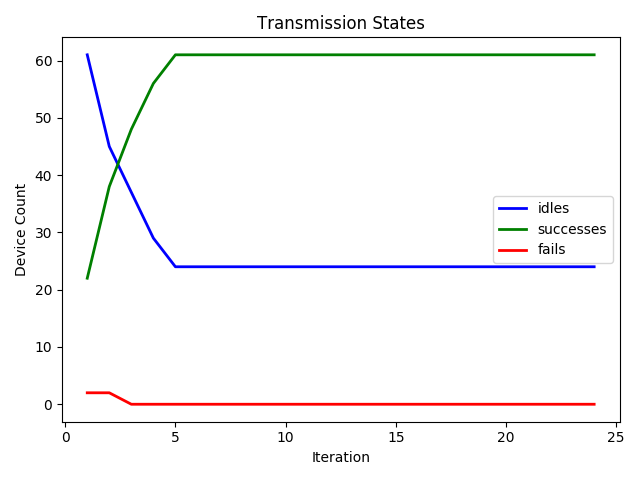 Transmission States
Device Count
60
50
40
30
20
10
0
idles
successes
fails
0 5 10 15 20 25
Iteration